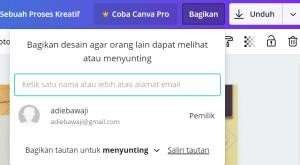 Sebuah Proses Kreatif
Coba Canva Pro
Bagikan
Unduh
Bagikan desain agar orang lain dapat melihat
atau menyunting
Ketik satu nama atau lebih atau alamat email
adiebawaji
Pemilik
adiebawaji@gmail.com
Bagikan tautan untuk menyunting
Salin tautan